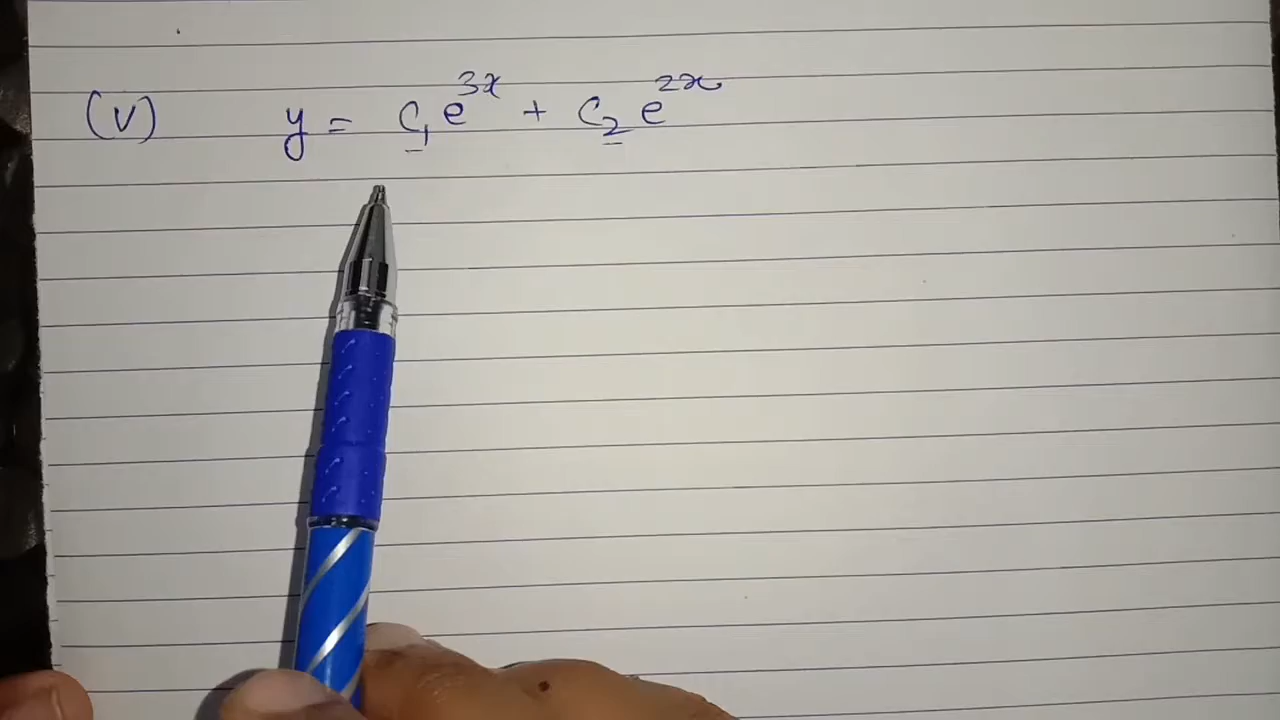 (V) y = C₁e^{3x} + C₂e^{2x}